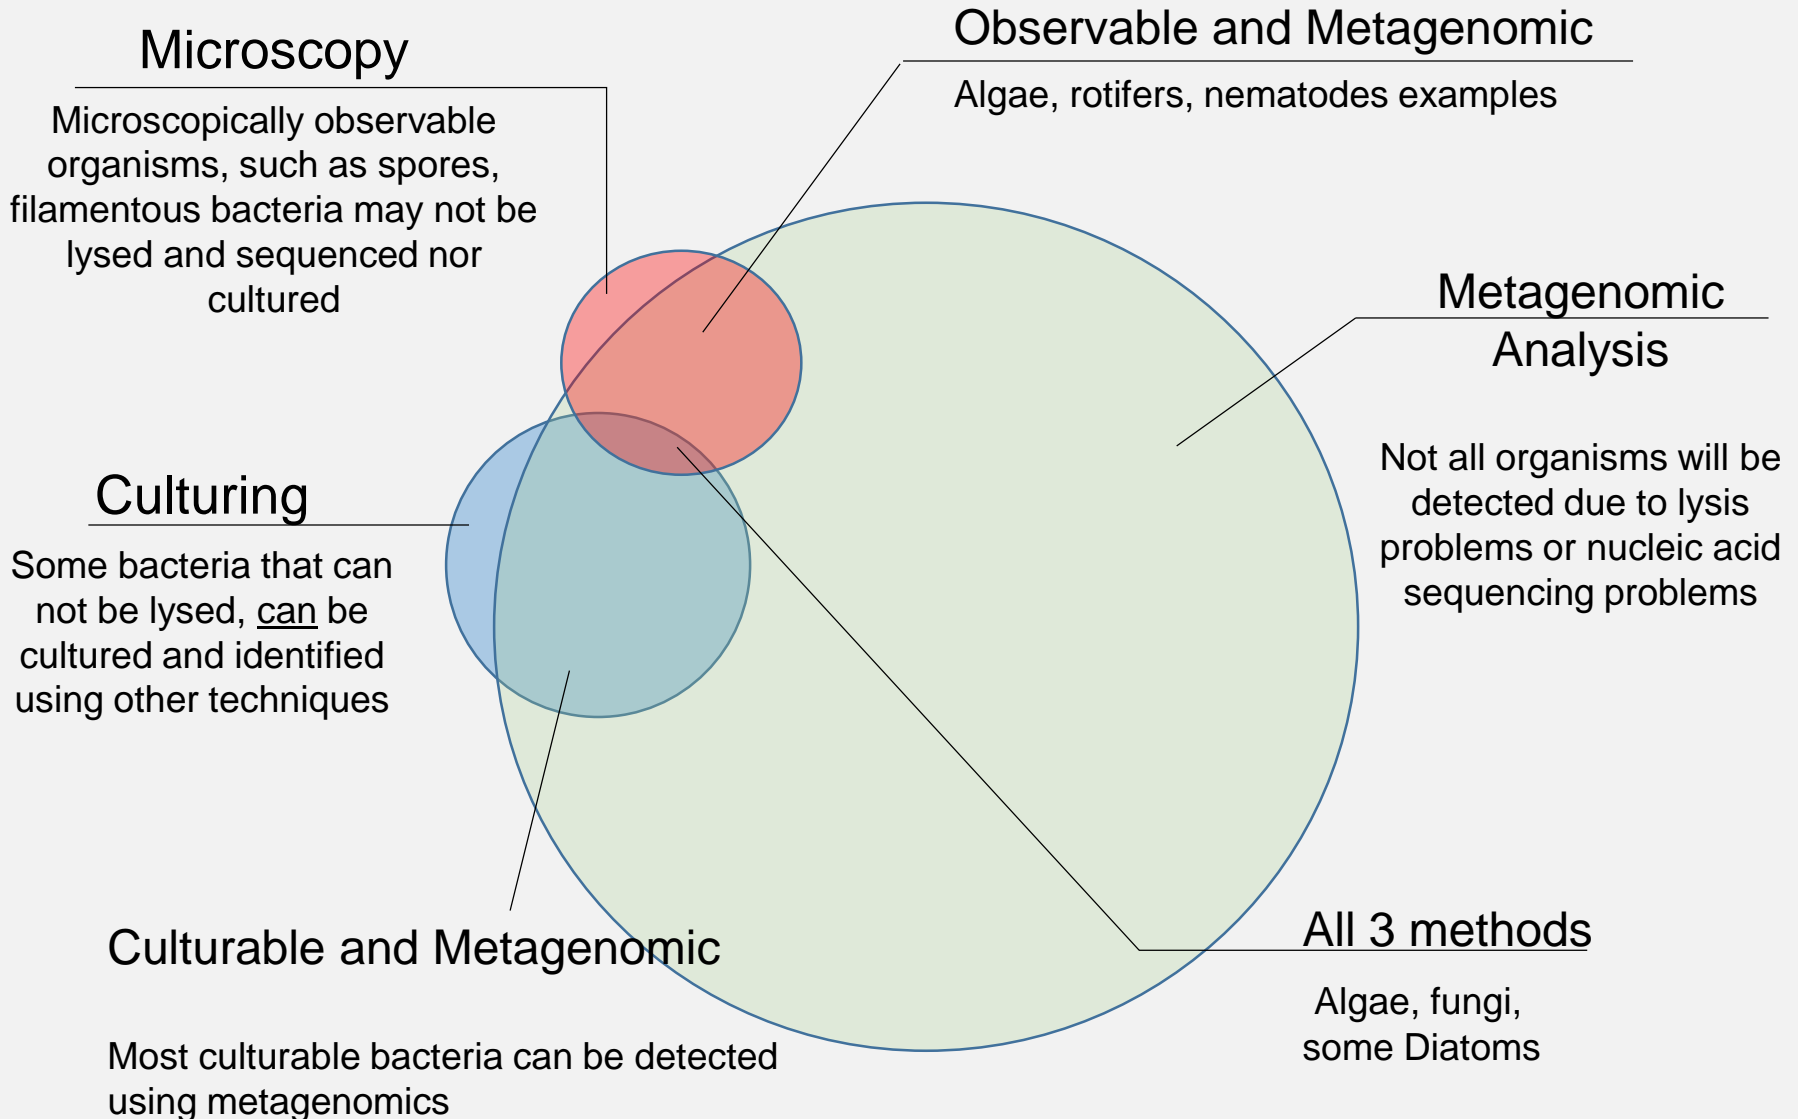 Microscopy
Microscopically observable
organisms, such as spores,
filamentous bacteria may not be
lysed and sequenced nor
cultured
Observable and Metagenomic
Algae, rotifers, nematodes examples
Metagenomic
Analysis
Not all organisms will be
detected due to lysis
problems or nucleic acid
sequencing problems
Culturing
Some bacteria that can
not be lysed, can be
cultured and identified
using other techniques
Culturable and Metagenomic
Most culturable bacteria can be detected
using metagenomics
All 3 methods
Algae, fungi,
some Diatoms